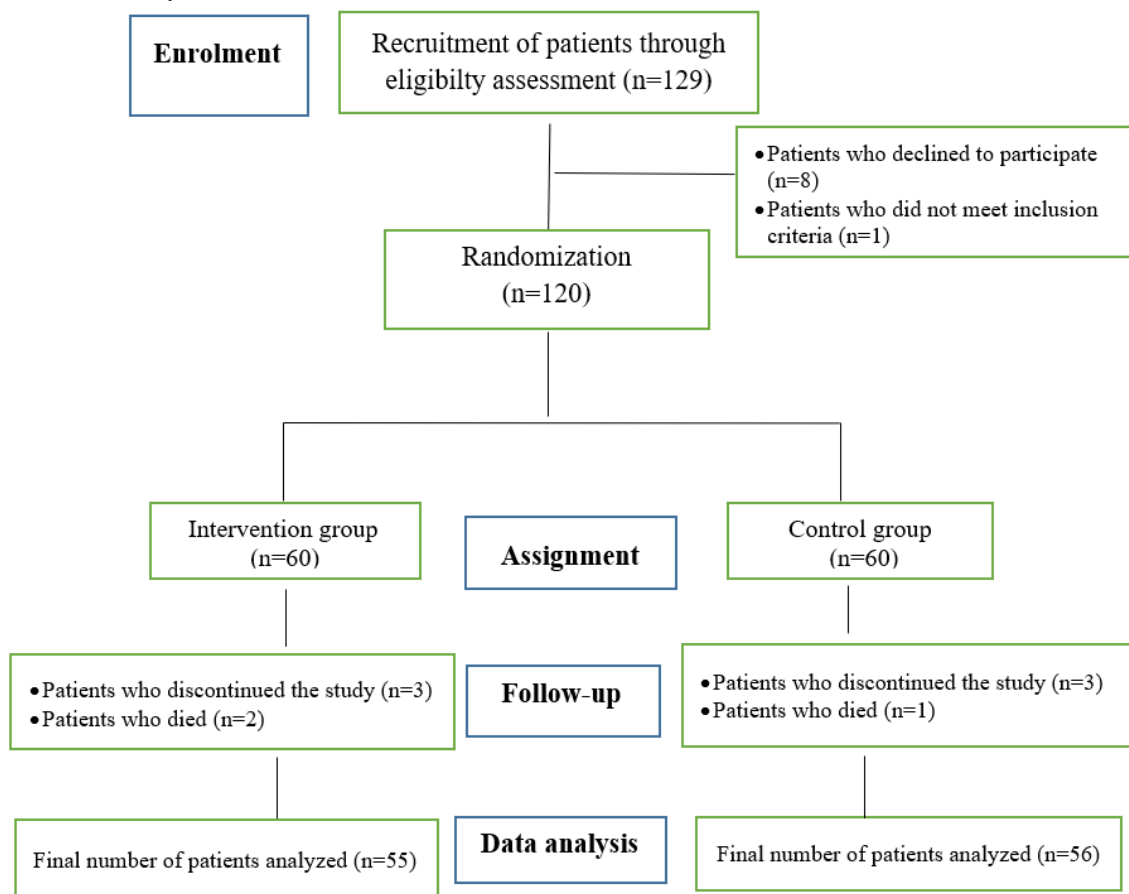 Enrolment
Recruitment of patients through
eligibilty assessment (n=129)
•Patients who declined to participate
(n=8)
•Patients who did not meet inclusion
criteria (n=1)
Randomization
(n=120)
Intervention group
(n=60)
Assignment
Control group
(n=60)
•Patients who discontinued the study (n=3)
•Patients who died (n=2)
Follow-up
•Patients who discontinued the study (n=3)
•Patients who died (n=1)
Final number of patients analyzed (n=55)
Data analysis
Final number of patients analyzed (n=56)